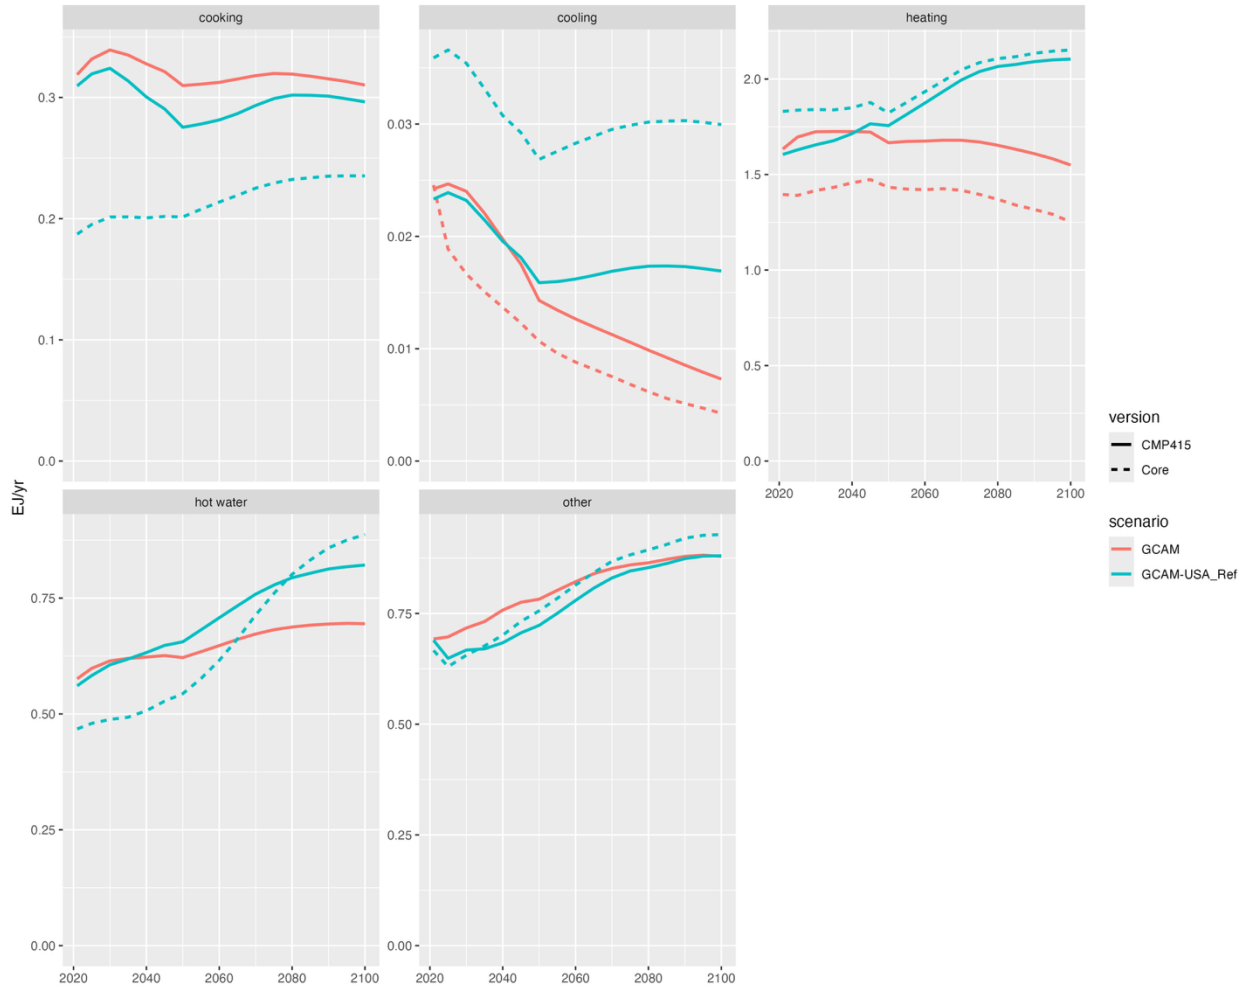 cooking
cooling
heating
0.3
0.2
0.1
0.0
0.03
0.02
0.01
0.00
2.0
1.5
1.0
0.5
0.0
2020 2040 2060 2080 2100
EJ/yr
hot water
other
0.75
0.50
0.25
0.00
0.75
0.50
0.25
0.00
2020 2040 2060 2080 2100
2020 2040 2060 2080 2100
version
CMP415
Core
scenario
GCAM
GCAM-USA_Ref